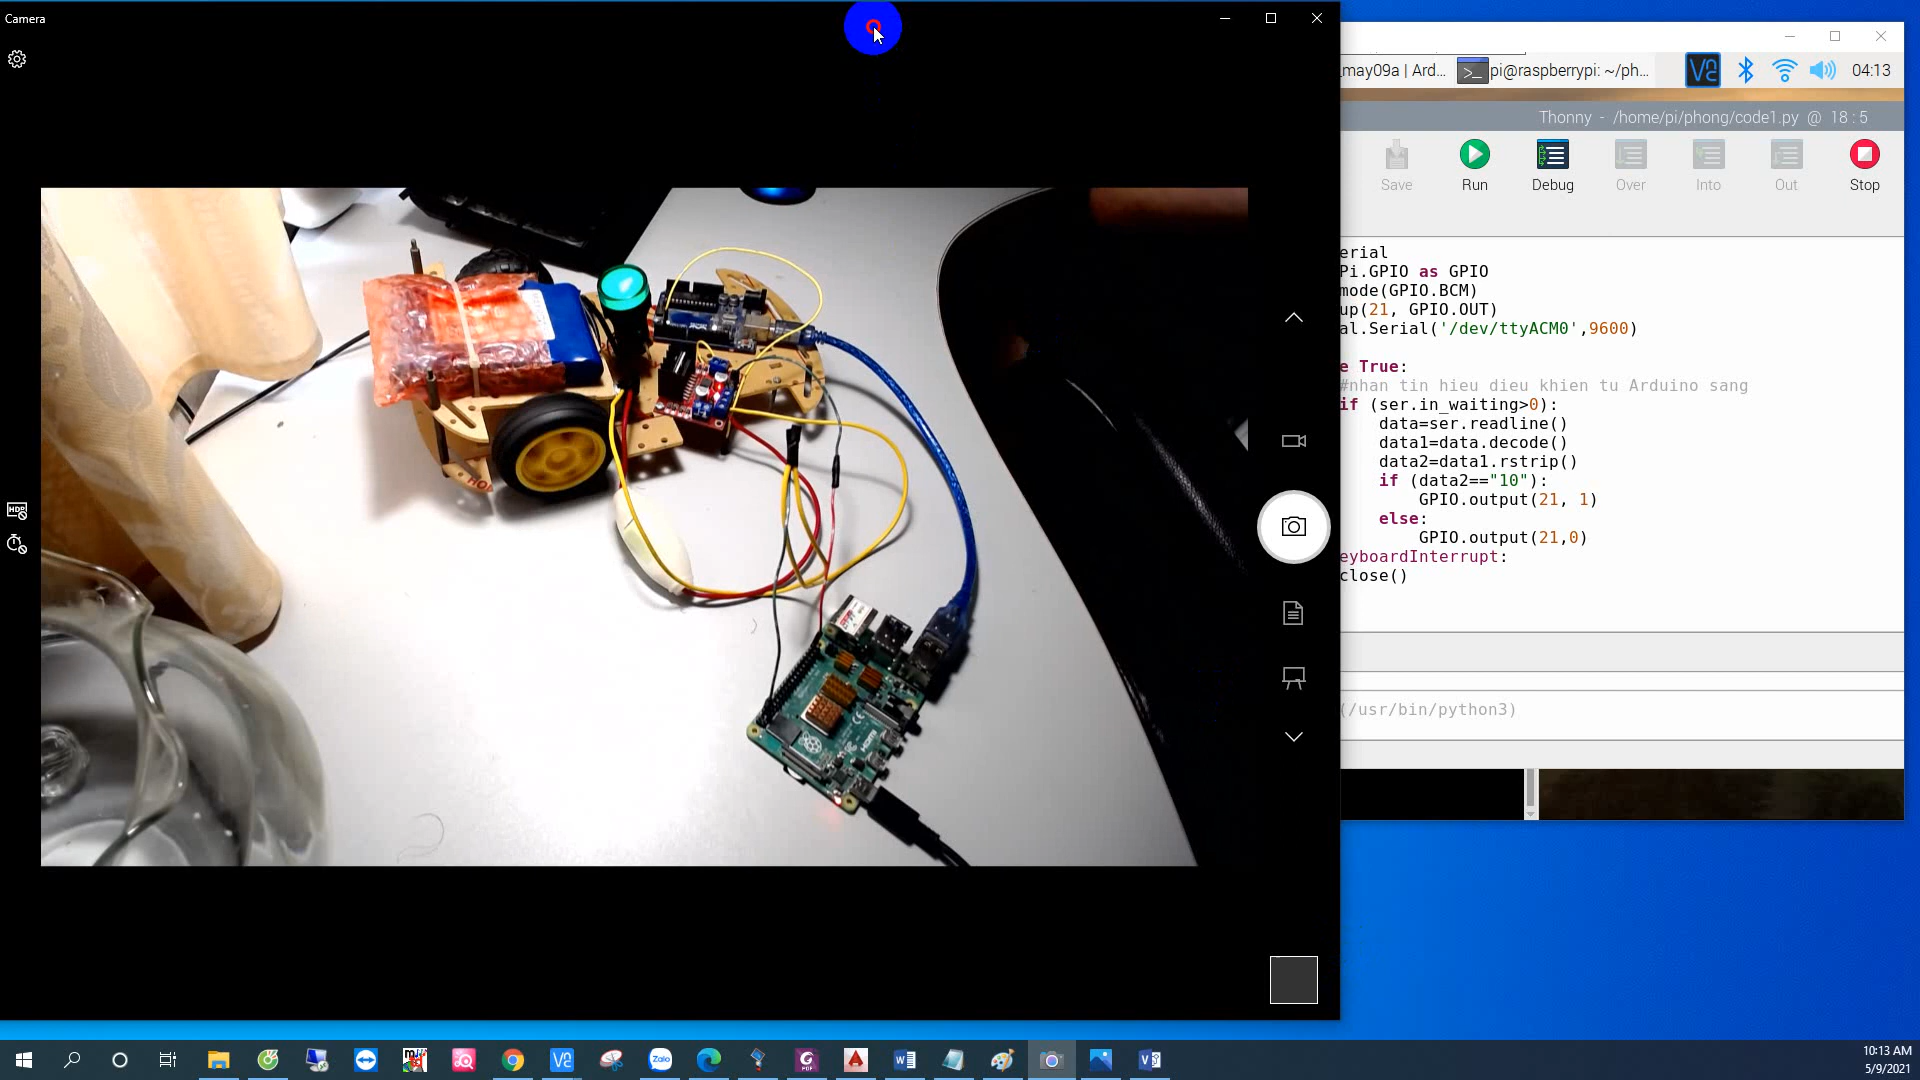 Camera
_may09a | Ard...
pi@raspberrypi: ~/ph...
04:13
Thonny - /home/pi/phong/code1.py @ 18 : 5
Save
Run
Debug
Over
Into
Out
Stop
erial
Pi.GPIO as GPIO
mode(GPIO.BCM)
up(21, GPIO.OUT)
al.Serial('/dev/ttyACM0',9600)
e True:
#nhan tin hieu dieu khien tu Arduino sang
if (ser.in_waiting>0):
data=ser.readline()
data1=data.decode()
data2=data1.rstrip()
if (data2=="10"):
GPIO.output(21, 1)
else:
GPIO.output(21,0)
eyboardInterrupt:
close()
(/usr/bin/python3)
HDR
HDMI
Zalo
10:13 AM
5/9/2021